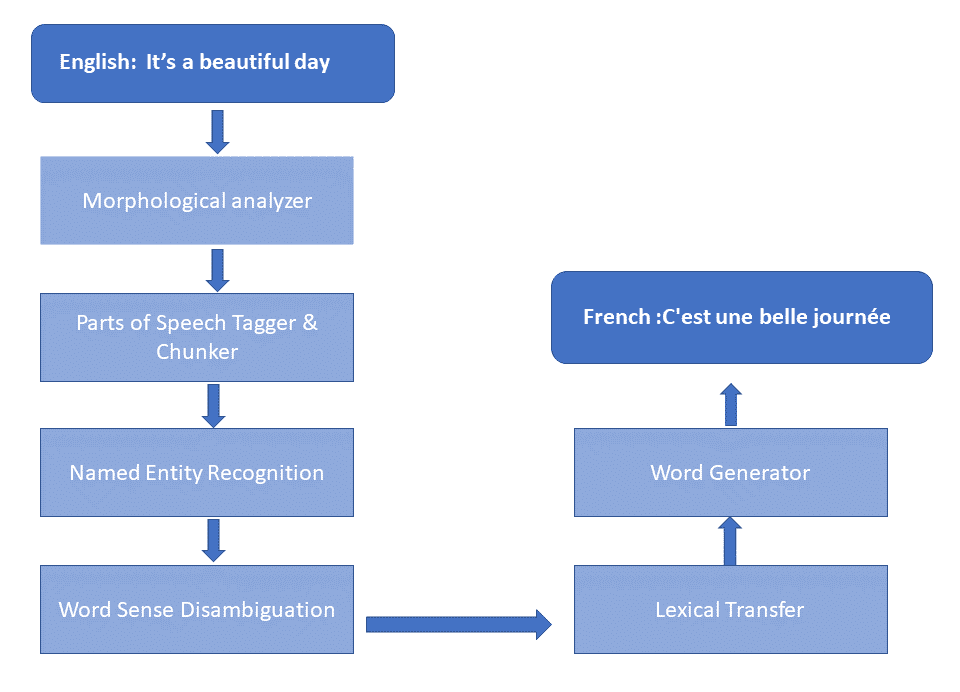 English:  It’s a beautiful day
Morphological analyzer
Parts of Speech Tagger &
Chunker
Named Entity Recognition
Word Sense Disambiguation
Lexical Transfer
Word Generator
French :C'est une belle journée